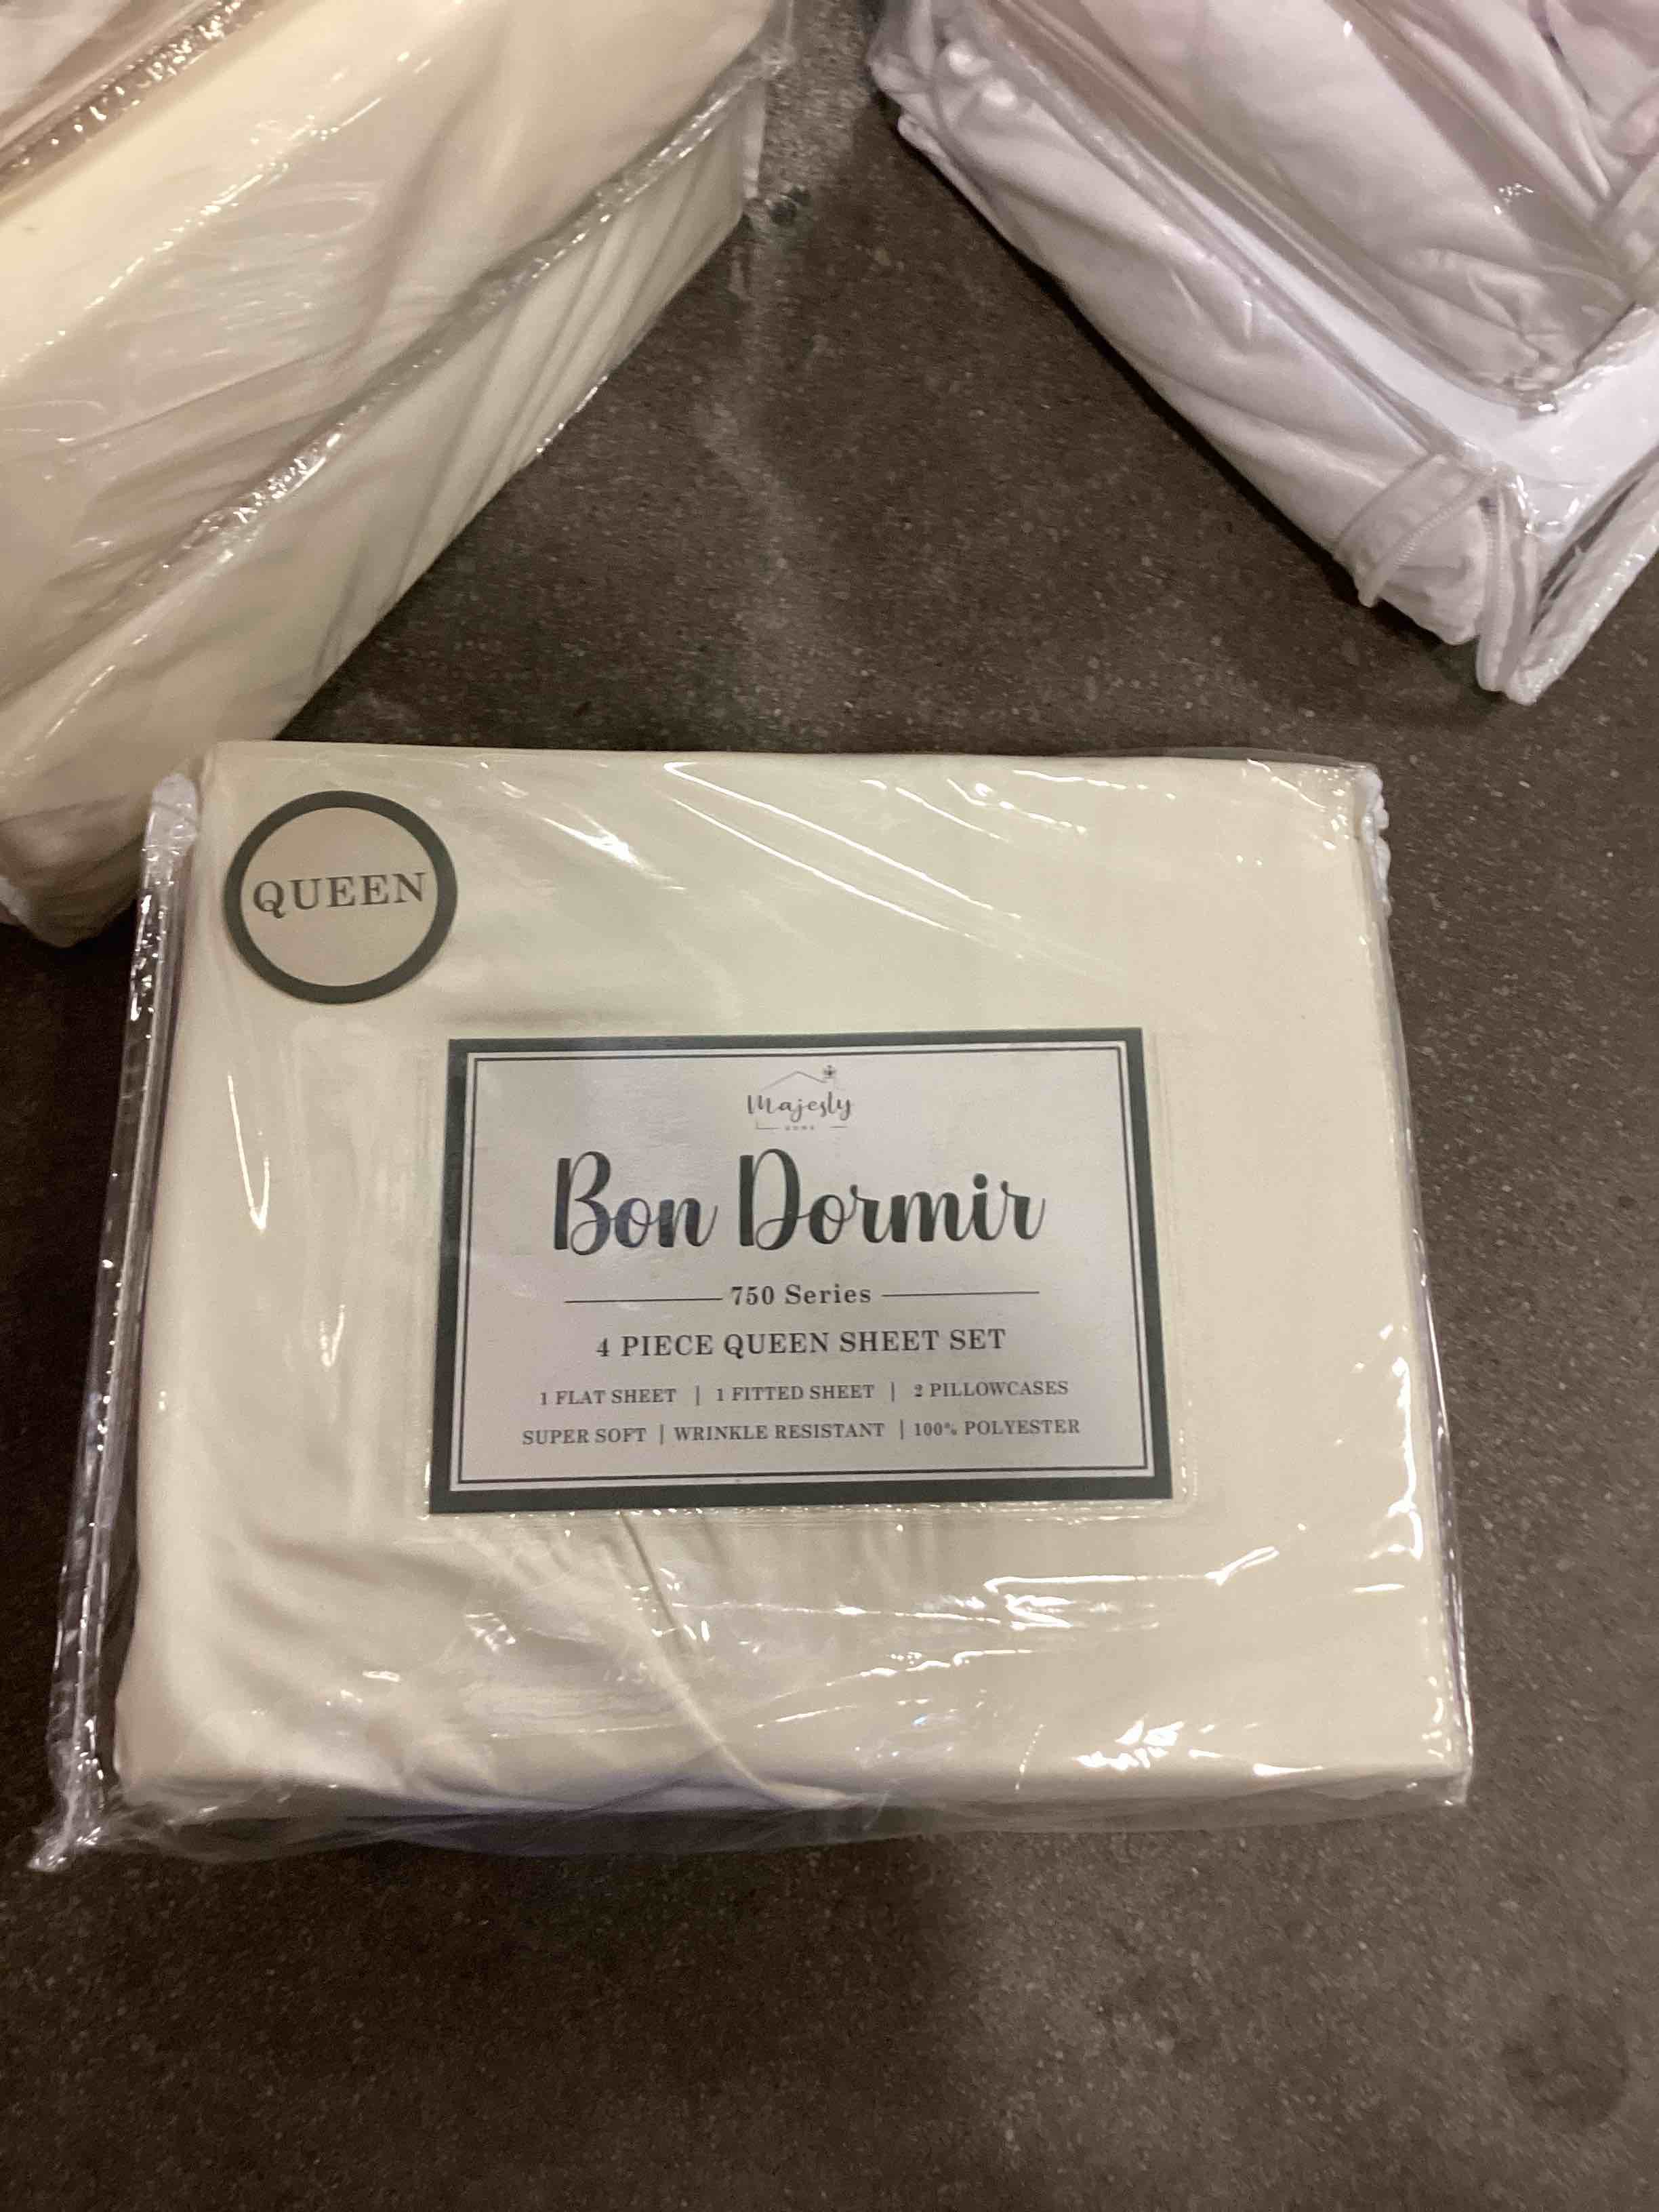 QUEEN
Majesty
HOME
Bon Dormir
750 Series
4 PIECE QUEEN SHEET SET
1 FLAT SHEET | 1 FITTED SHEET | 2 PILLOWCASES
SUPER SOFT | WRINKLE RESISTANT | 100% POLYESTER